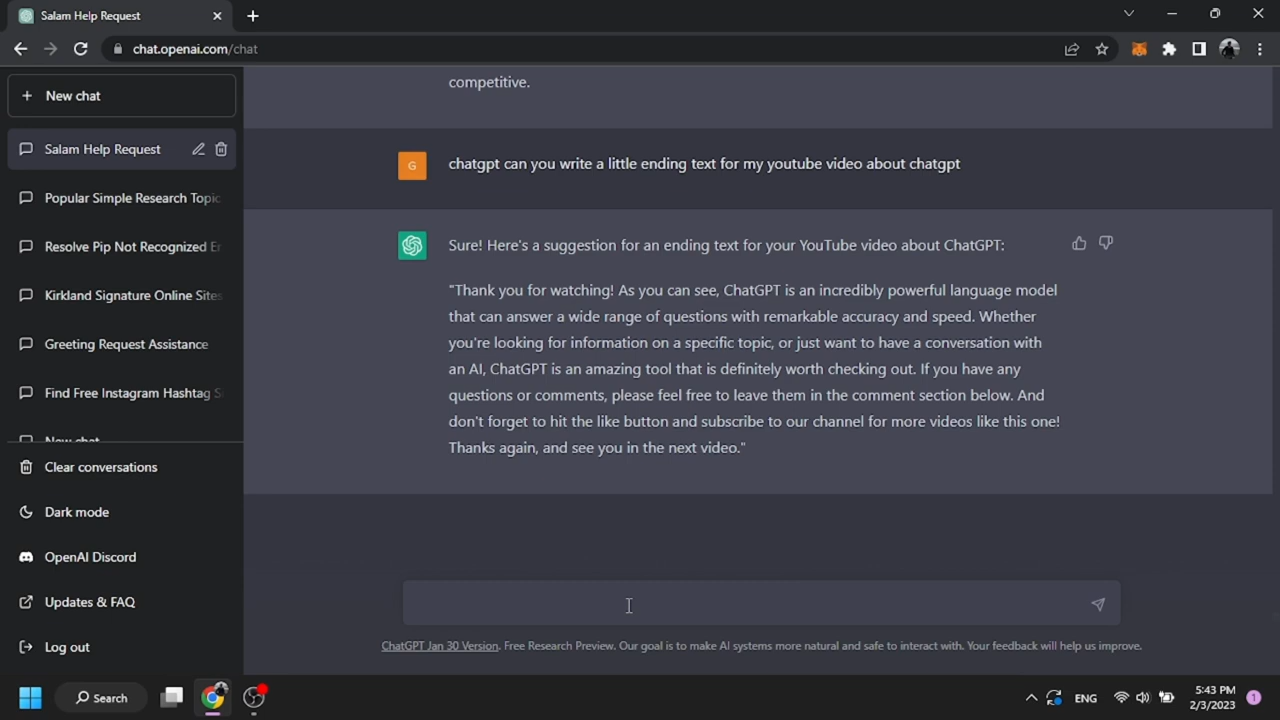 Salam Help Request
chat.openai.com/chat
New chat
Salam Help Request
Popular Simple Research Topic
Resolve Pip Not Recognized Er
Kirkland Signature Online Sites
Greeting Request Assistance
Find Free Instagram Hashtag S
New chat
Clear conversations
Dark mode
OpenAI Discord
Updates & FAQ
Log out
competitive.
G
chatgpt can you write a little ending text for my youtube video about chatgpt
Sure! Here's a suggestion for an ending text for your YouTube video about ChatGPT:
"Thank you for watching! As you can see, ChatGPT is an incredibly powerful language model
that can answer a wide range of questions with remarkable accuracy and speed. Whether
you're looking for information on a specific topic, or just want to have a conversation with
an AI, ChatGPT is an amazing tool that is definitely worth checking out. If you have any
questions or comments, please feel free to leave them in the comment section below. And
don't forget to hit the like button and subscribe to our channel for more videos like this one!
Thanks again, and see you in the next video."
ChatGPT Jan 30 Version. Free Research Preview. Our goal is to make AI systems more natural and safe to interact with. Your feedback will help us improve.
Search
ENG
5:43 PM
2/3/2023
1